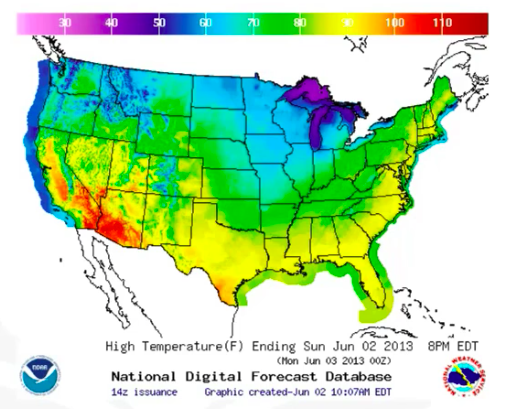 30 40 50 60 70 80 90 100 110
High Temperature(F) Ending Sun Jun 02 2013 8PM EDT
(Mon Jun 03 2013 00Z)
National Digital Forecast Database
14z issuance Graphic created-Jun 02 10:07AM EDT
NOAA
NATIONAL WEATHER SERVICE